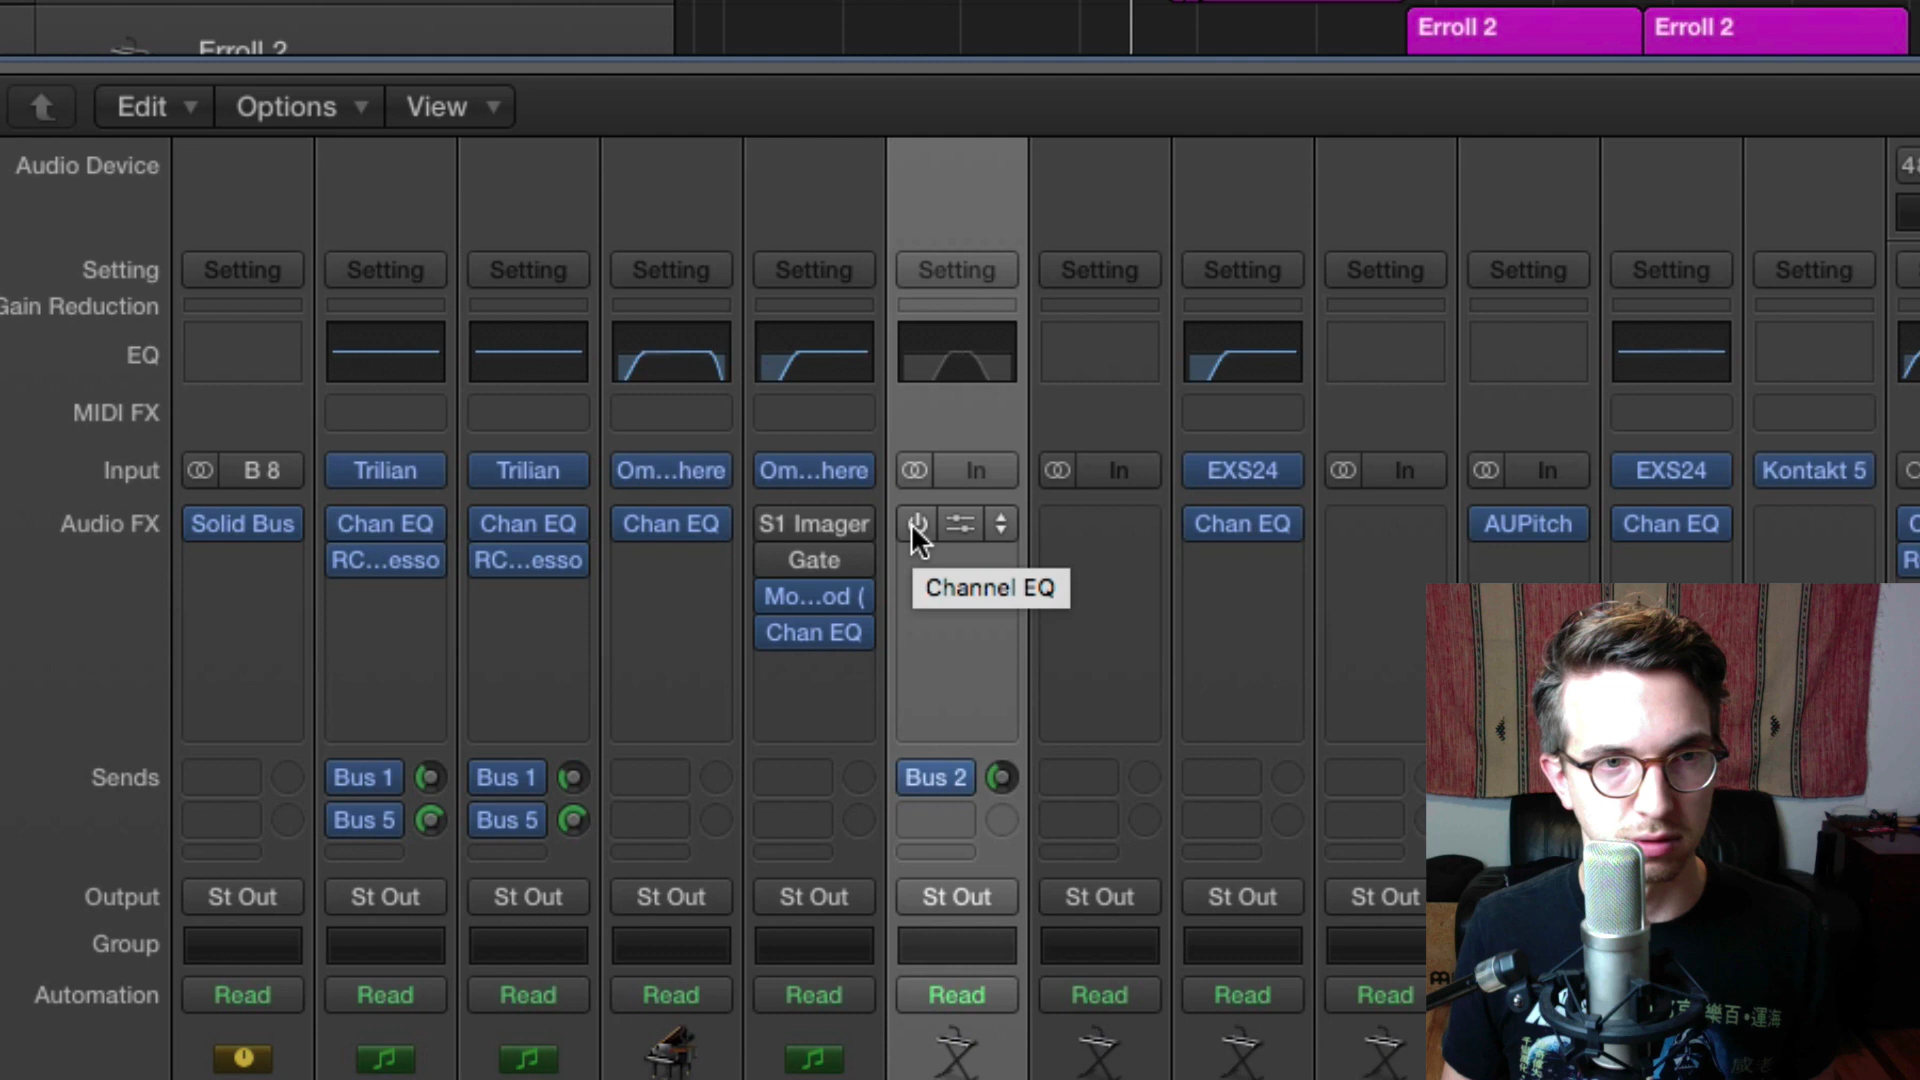 Erroll 2
Erroll 2 Erroll 2
Edit Options View
Audio Device
Setting Setting Setting Setting Setting Setting Setting Setting Setting Setting Setting Setting Setting
Gain Reduction
EQ
MIDI FX
Input B 8 Trilian Trilian Om...here Om...here In In EXS24 In In EXS24 Kontakt 5
Audio FX Solid Bus Chan EQ Chan EQ Chan EQ S1 Imager Chan EQ AUPitch Chan EQ
RC...esso RC...esso Gate
Channel EQ
Mo...od (
Chan EQ
Sends Bus 1 Bus 1 Bus 2
Bus 5 Bus 5
Output St Out St Out St Out St Out St Out St Out St Out St Out St Out
Group
Automation Read Read Read Read Read Read Read Read Read
樂百•運海